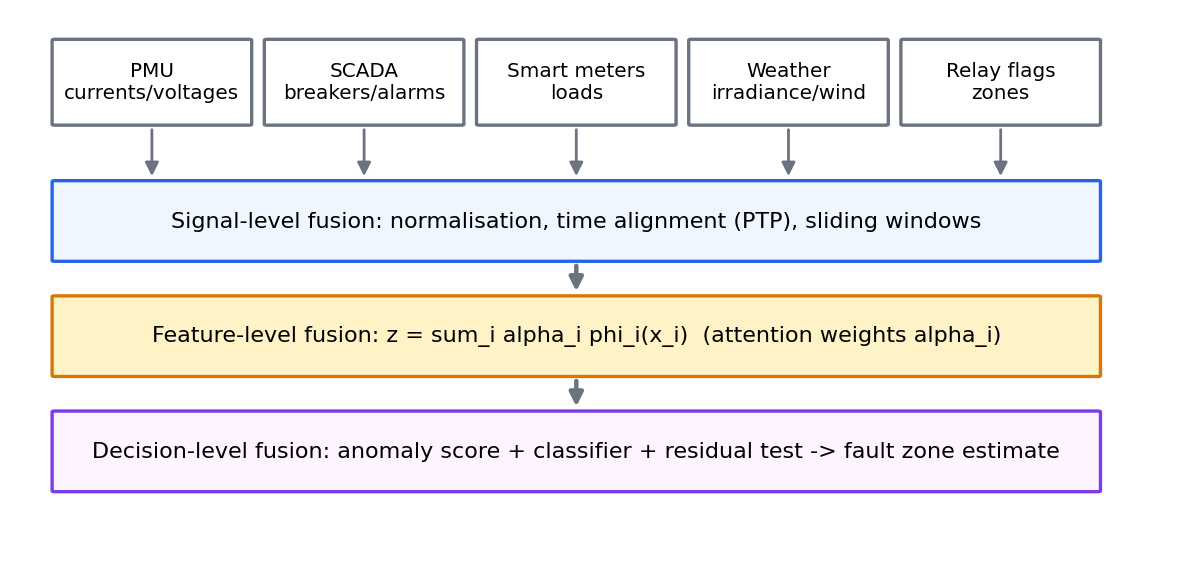 PMU
currents/voltages
SCADA
breakers/alarms
Smart meters
loads
Weather
irradiance/wind
Relay flags
zones
Signal-level fusion: normalisation, time alignment (PTP), sliding windows
Feature-level fusion: z = sum_i alpha_i phi_i(x_i)  (attention weights alpha_i)
Decision-level fusion: anomaly score + classifier + residual test -> fault zone estimate